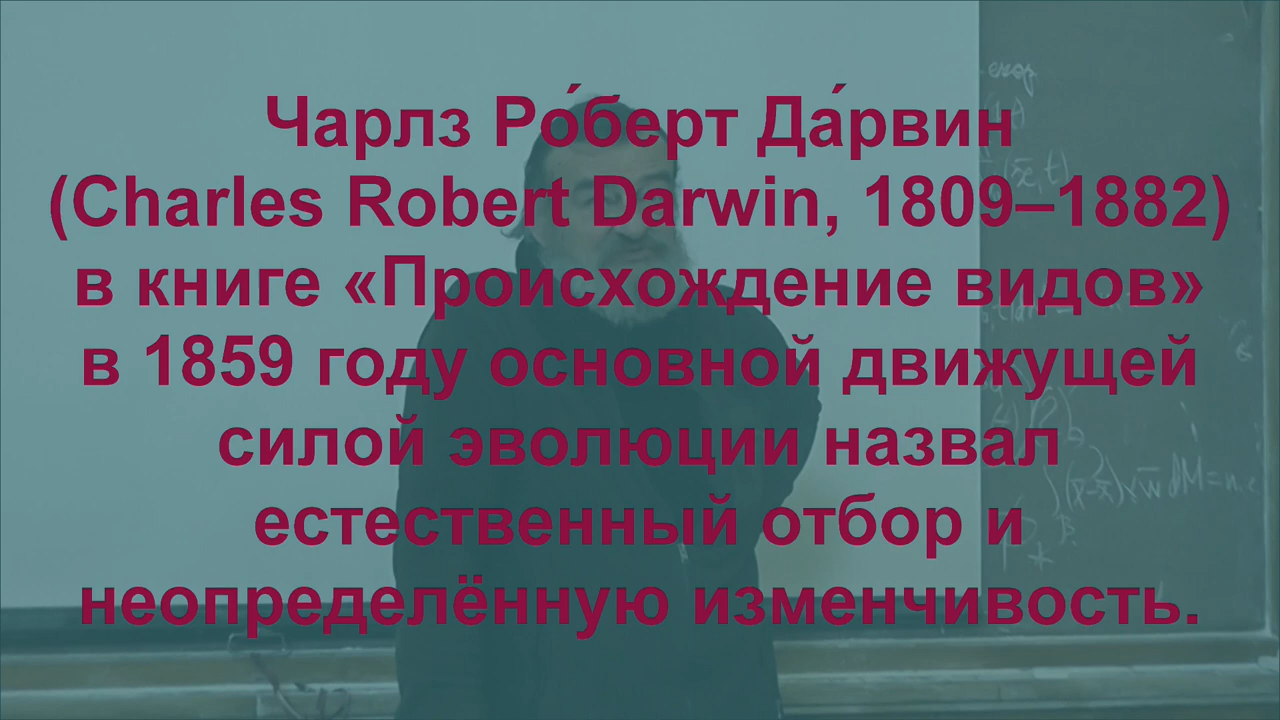 Чарлз Ро́берт Да́рвин
(Charles Robert Darwin, 1809–1882)
в книге «Происхождение видов»
в 1859 году основной движущей
силой эволюции назвал
естественный отбор и
неопределённую изменчивость.